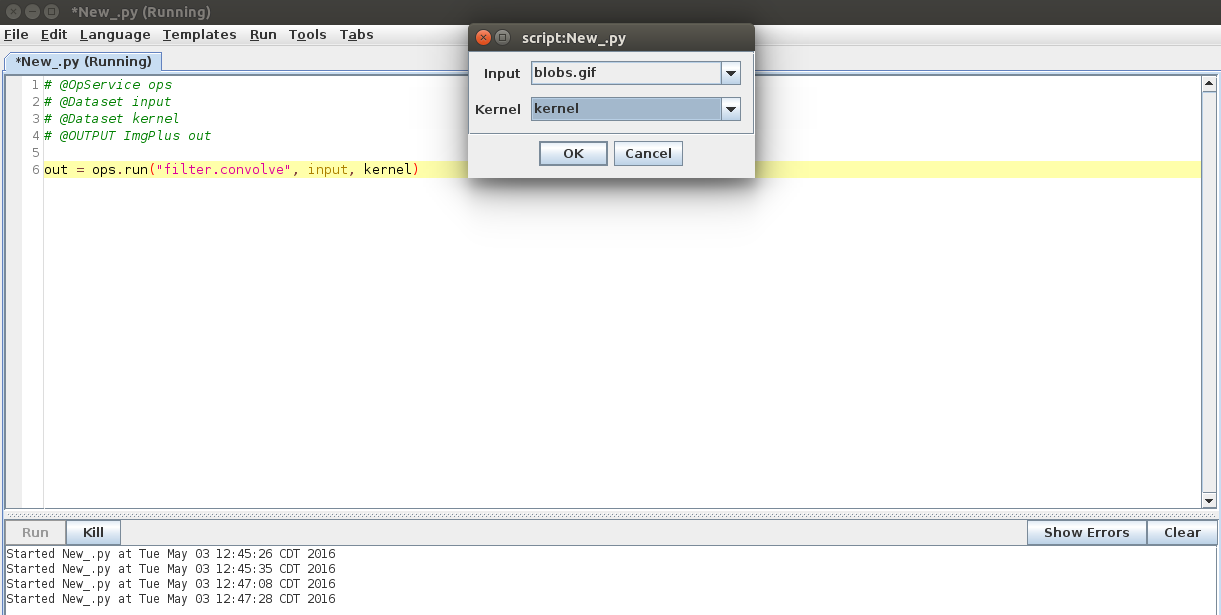 *New_.py (Running)
File Edit Language Templates Run Tools Tabs
*New_.py (Running)
1 # @OpService ops
2 # @Dataset input
3 # @Dataset kernel
4 # @OUTPUT ImgPlus out
5
6 out = ops.run("filter.convolve", input, kernel)
script:New_.py
Input blobs.gif
Kernel kernel
OK Cancel
Run Kill Show Errors Clear
Started New_.py at Tue May 03 12:45:26 CDT 2016
Started New_.py at Tue May 03 12:45:35 CDT 2016
Started New_.py at Tue May 03 12:47:08 CDT 2016
Started New_.py at Tue May 03 12:47:28 CDT 2016